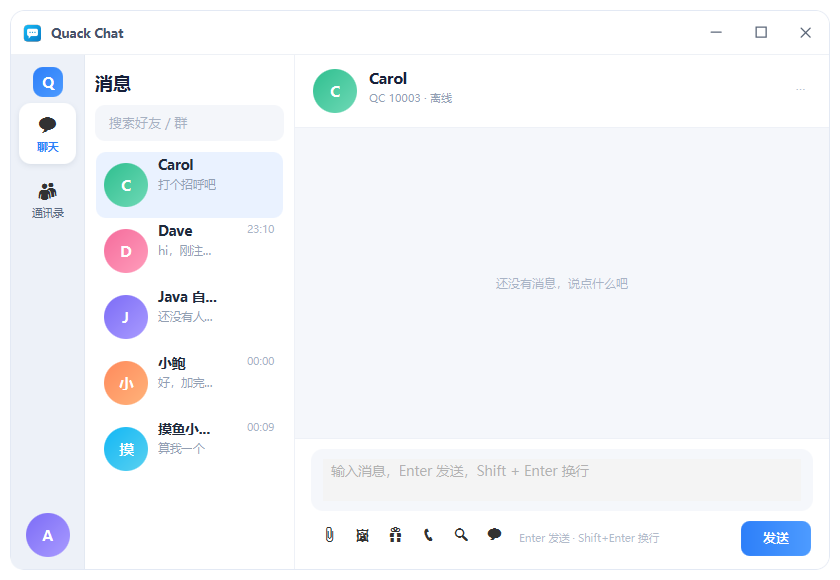 Quack Chat
Q
聊天
通讯录
A
消息
搜索好友 / 群
C
Carol
打个招呼吧
D
Dave
23:10
hi，刚注...
J
Java 自...
还没有人...
小
小鲍
00:00
好，加完...
摸
摸鱼小...
00:09
算我一个
C
Carol
QC 10003 · 离线
...
还没有消息，说点什么吧
输入消息，Enter 发送，Shift + Enter 换行
Enter 发送 · Shift+Enter 换行
发送